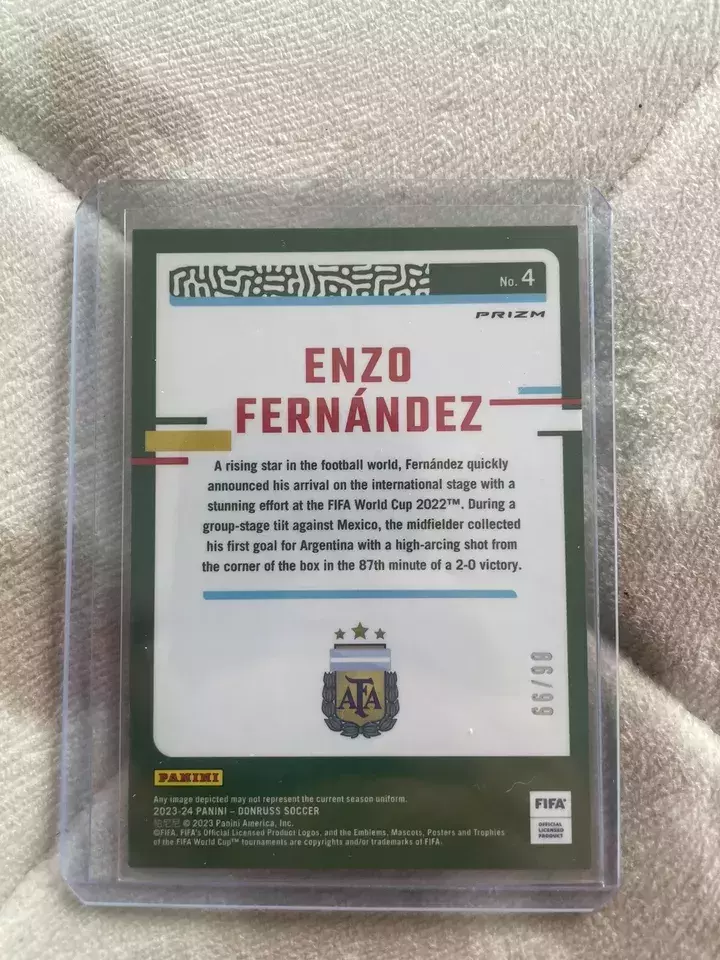 No. 4
PRIZM
ENZO
FERNÁNDEZ
A rising star in the football world, Fernández quickly
announced his arrival on the international stage with a
stunning effort at the FIFA World Cup 2022™. During a
group-stage tilt against Mexico, the midfielder collected
his first goal for Argentina with a high-arcing shot from
the corner of the box in the 87th minute of a 2-0 victory.
AFA
86/99
PANINI
Any image depicted may not represent the current season uniform.
2023-24 PANINI – DONRUSS SOCCER
帕尼尼 © 2023 Panini America, Inc.
©FIFA, FIFA's Official Licensed Product Logos, and the Emblems, Mascots, Posters and Trophies
of the FIFA World Cup™ tournaments are copyrights and/or trademarks of FIFA.
FIFA
OFFICIAL
LICENSED
PRODUCT